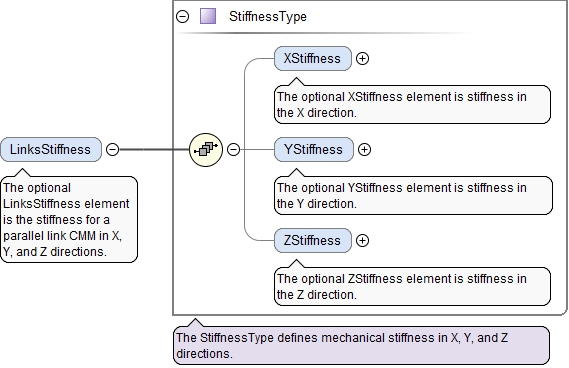 StiffnessType
XStiffness
The optional XStiffness element is stiffness in
the X direction.
LinksStiffness
The optional
LinksStiffness element
is the stiffness for a
parallel link CMM in X,
Y, and Z directions.
YStiffness
The optional YStiffness element is stiffness in
the Y direction.
ZStiffness
The optional ZStiffness element is stiffness in
the Z direction.
The StiffnessType defines mechanical stiffness in X, Y, and Z
directions.